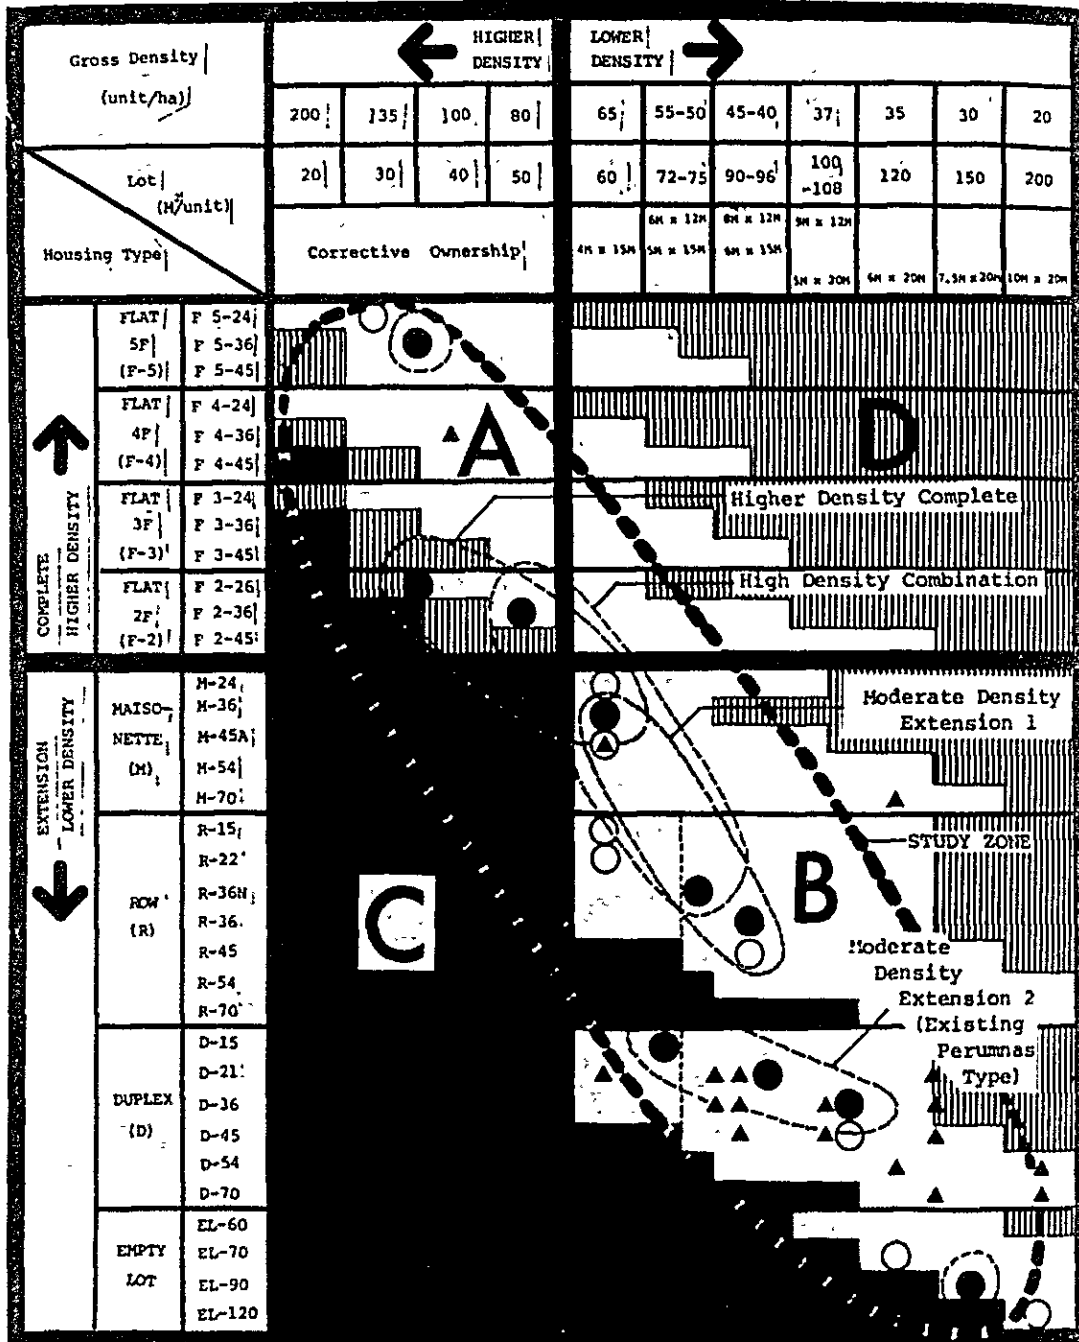 HIGHER
DENSITY
LOWER
DENSITY
Gross Density
(unit/ha)
200 135 100 80 65 55-50 45-40 37 35 30 20
Lot
(M²/unit)
20 30 40 50 60 72-75 90-96 100 -108 120 150 200
Housing Type
Corrective Ownership
6M x 12M 8M x 12M 9M x 12M
4M x 15M 5M x 15M 6M x 15M
5M x 20M 6M x 20M 7.5M x 20M 10M x 20M
COMPLETE
HIGHER DENSITY
FLAT F 5-24
5F F 5-36
(F-5) F 5-45
FLAT F 4-24
4F F 4-36
(F-4) F 4-45
FLAT F 3-24
3F F 3-36
(F-3) F 3-45
FLAT F 2-26
2F F 2-36
(F-2) F 2-45
A
D
Higher Density Complete
High Density Combination
EXTENSION
LOWER DENSITY
MAISO-
NETTE
(M)
M-24
M-36
M-45A
M-54
M-70
Moderate Density
Extension 1
ROW
(R)
R-15
R-22
R-36H
R-36
R-45
R-54
R-70
STUDY ZONE
C
B
Moderate
Density
Extension 2
(Existing
Perumnas
Type)
DUPLEX
(D)
D-15
D-21
D-36
D-45
D-54
D-70
EMPTY
LOT
EL-60
EL-70
EL-90
EL-120